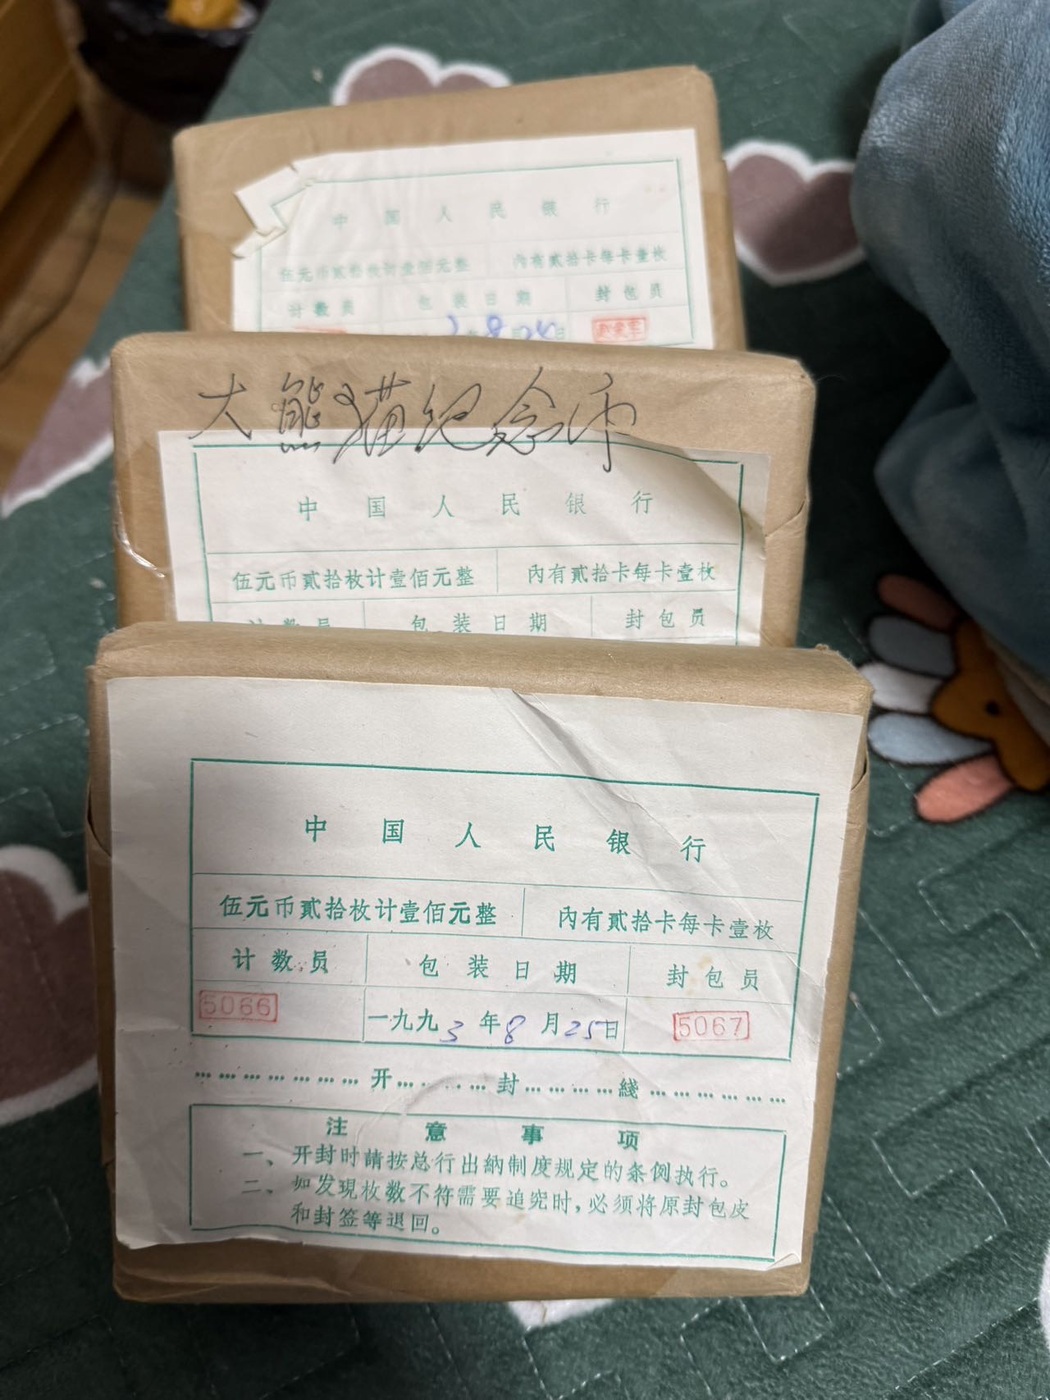 中国人民银行
伍元币贰拾枚计壹佰元整 内有贰拾卡每卡壹枚
计数员 包装日期 封包员
8月 日
大熊猫纪念币
中国人民银行
伍元币贰拾枚计壹佰元整 内有贰拾卡每卡壹枚
计数员 包装日期 封包员
中国人民银行
伍元币贰拾枚计壹佰元整 内有贰拾卡每卡壹枚
计数员 包装日期 封包员
5066 一九九3年8月25日 5067
………………开………封…………綫………………
注意事项
一、开封时請按总行出納制度规定的条例执行。
二、如发現枚数不符需要追究时,必须将原封包皮
和封签等退回。